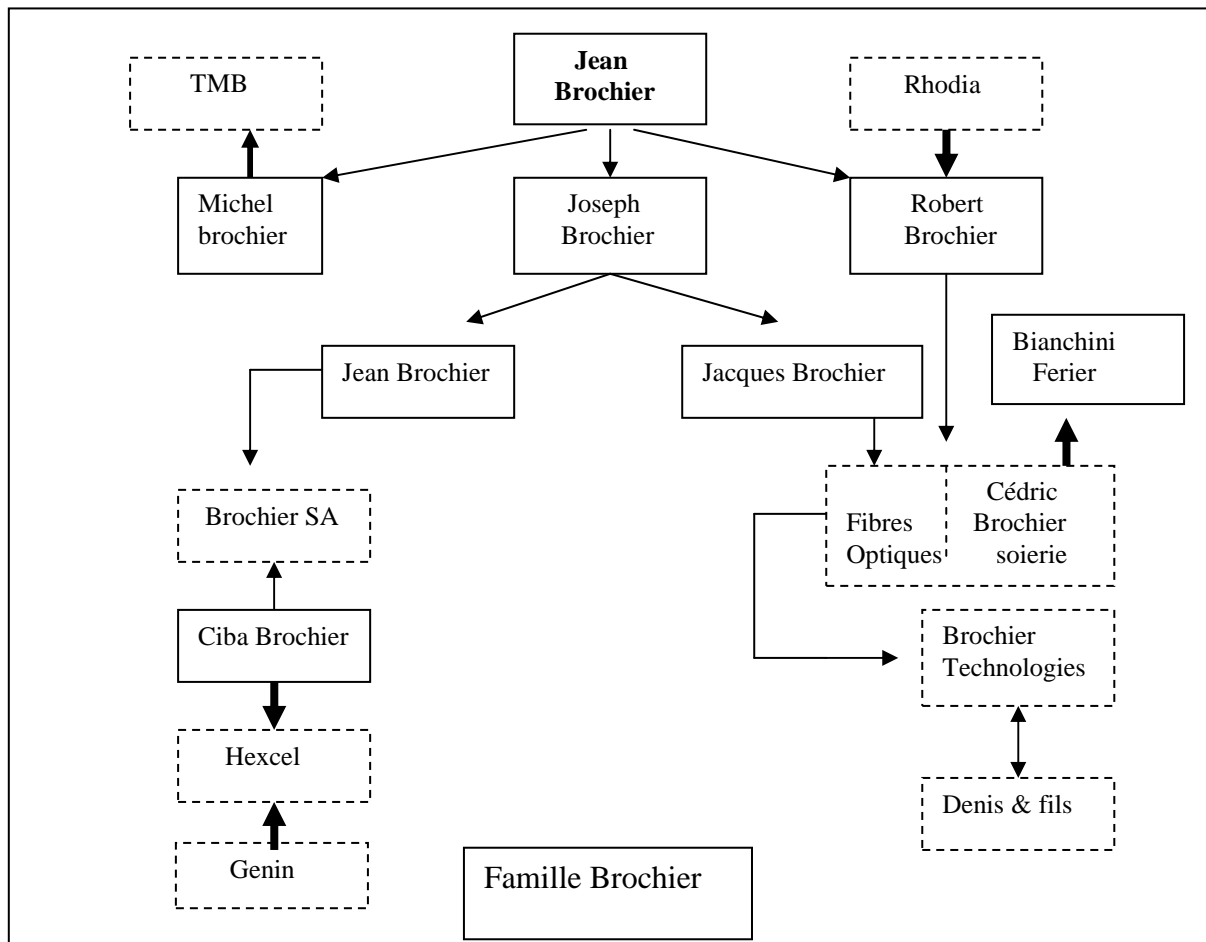 Jean
Brochier
TMB
Rhodia
Michel
brochier
Joseph
Brochier
Robert
Brochier
Bianchini
Ferier
Jean Brochier
Jacques Brochier
Brochier SA
Fibres
Optiques
Cédric
Brochier
soierie
Ciba Brochier
Brochier
Technologies
Hexcel
Denis & fils
Genin
Famille Brochier